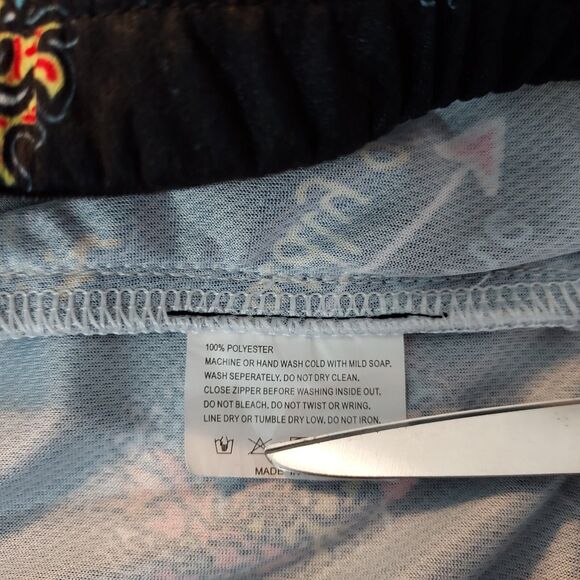 100% POLYESTER
MACHINE OR HAND WASH COLD WITH MILD SOAP.
WASH SEPERATELY. DO NOT DRY CLEAN.
CLOSE ZIPPER BEFORE WASHING INSIDE OUT,
DO NOT BLEACH. DO NOT TWIST OR WRING.
LINE DRY OR TUMBLE DRY LOW. DO NOT IRON.
MADE